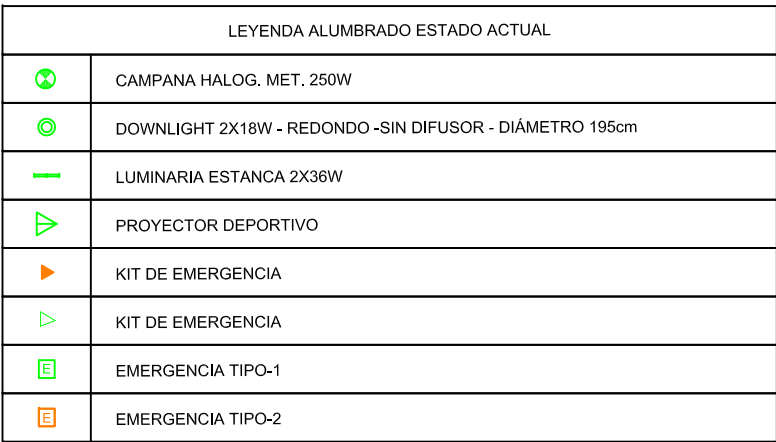 LEYENDA ALUMBRADO ESTADO ACTUAL
CAMPANA HALOG. MET. 250W
DOWNLIGHT 2X18W - REDONDO -SIN DIFUSOR - DIÁMETRO 195cm
LUMINARIA ESTANCA 2X36W
PROYECTOR DEPORTIVO
KIT DE EMERGENCIA
KIT DE EMERGENCIA
E EMERGENCIA TIPO-1
E EMERGENCIA TIPO-2